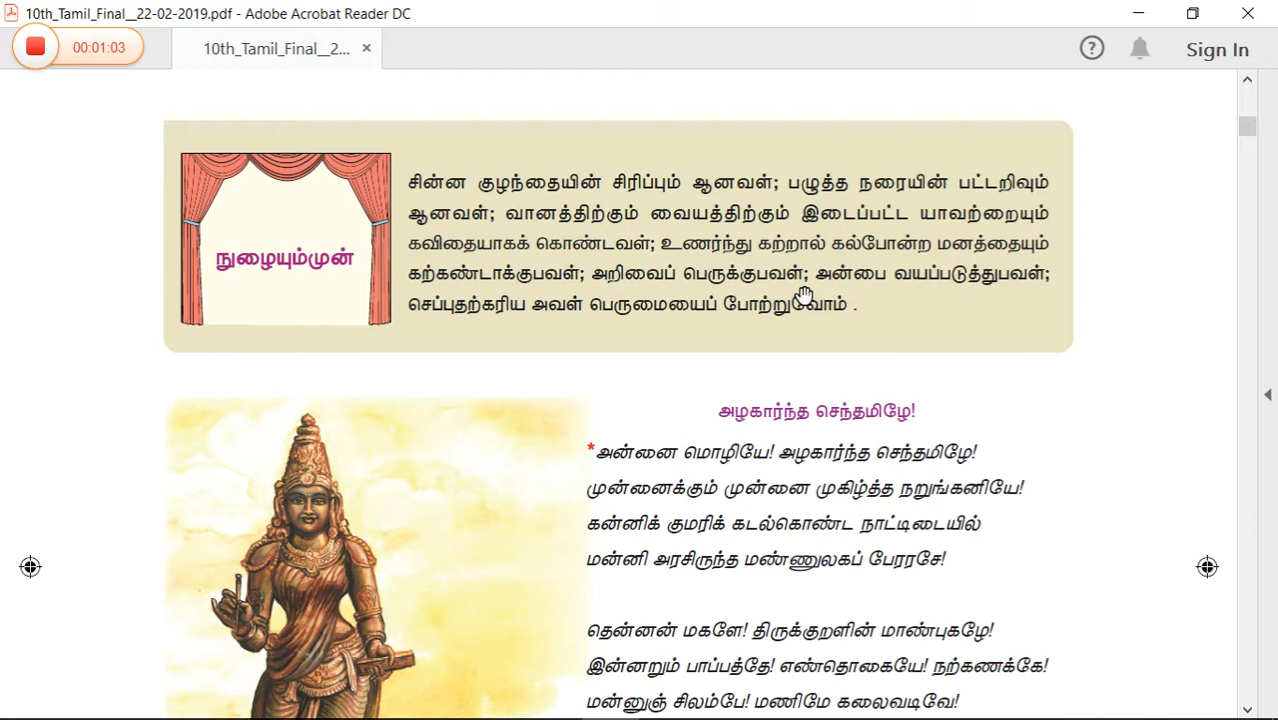 10th_Tamil_Final__22-02-2019.pdf - Adobe Acrobat Reader DC
00:01:03
10th_Tamil_Final__2... ×
? Sign In
சின்ன குழந்தையின் சிரிப்பும் ஆனவள்; பழுத்த நரையின் பட்டறிவும்
ஆனவள்; வானத்திற்கும் வையத்திற்கும் இடைப்பட்ட யாவற்றையும்
கவிதையாகக் கொண்டவள்; உணர்ந்து கற்றால் கல்போன்ற மனத்தையும்
நுழையும்முன்
கற்கண்டாக்குபவள்; அறிவைப் பெருக்குபவள்; அன்பை வயப்படுத்துபவள்;
செப்புதற்கரிய அவள் பெருமையைப் போற்றுவோம் .
அழகார்ந்த செந்தமிழே!
*அன்னை மொழியே! அழகார்ந்த செந்தமிழே!
முன்னைக்கும் முன்னை முகிழ்த்த நறுங்கனியே!
கன்னிக் குமரிக் கடல்கொண்ட நாட்டிடையில்
மன்னி அரசிருந்த மண்ணுலகப் பேரரசே!
தென்னன் மகளே! திருக்குறளின் மாண்புகழே!
இன்னறும் பாப்பத்தே! எண்தொகையே! நற்கணக்கே!
மன்னுஞ் சிலம்பே! மணிமே கலைவடிவே!